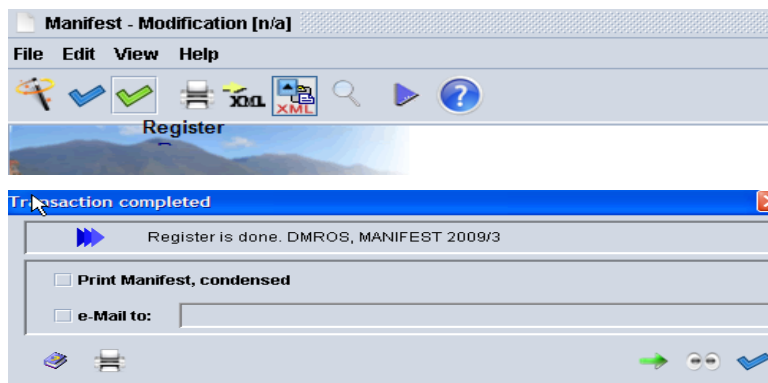 Manifest - Modification [n/a]
File Edit View Help
XML XML ?
Register
Transaction completed
Register is done. DMROS, MANIFEST 2009/3
Print Manifest, condensed
e-Mail to: